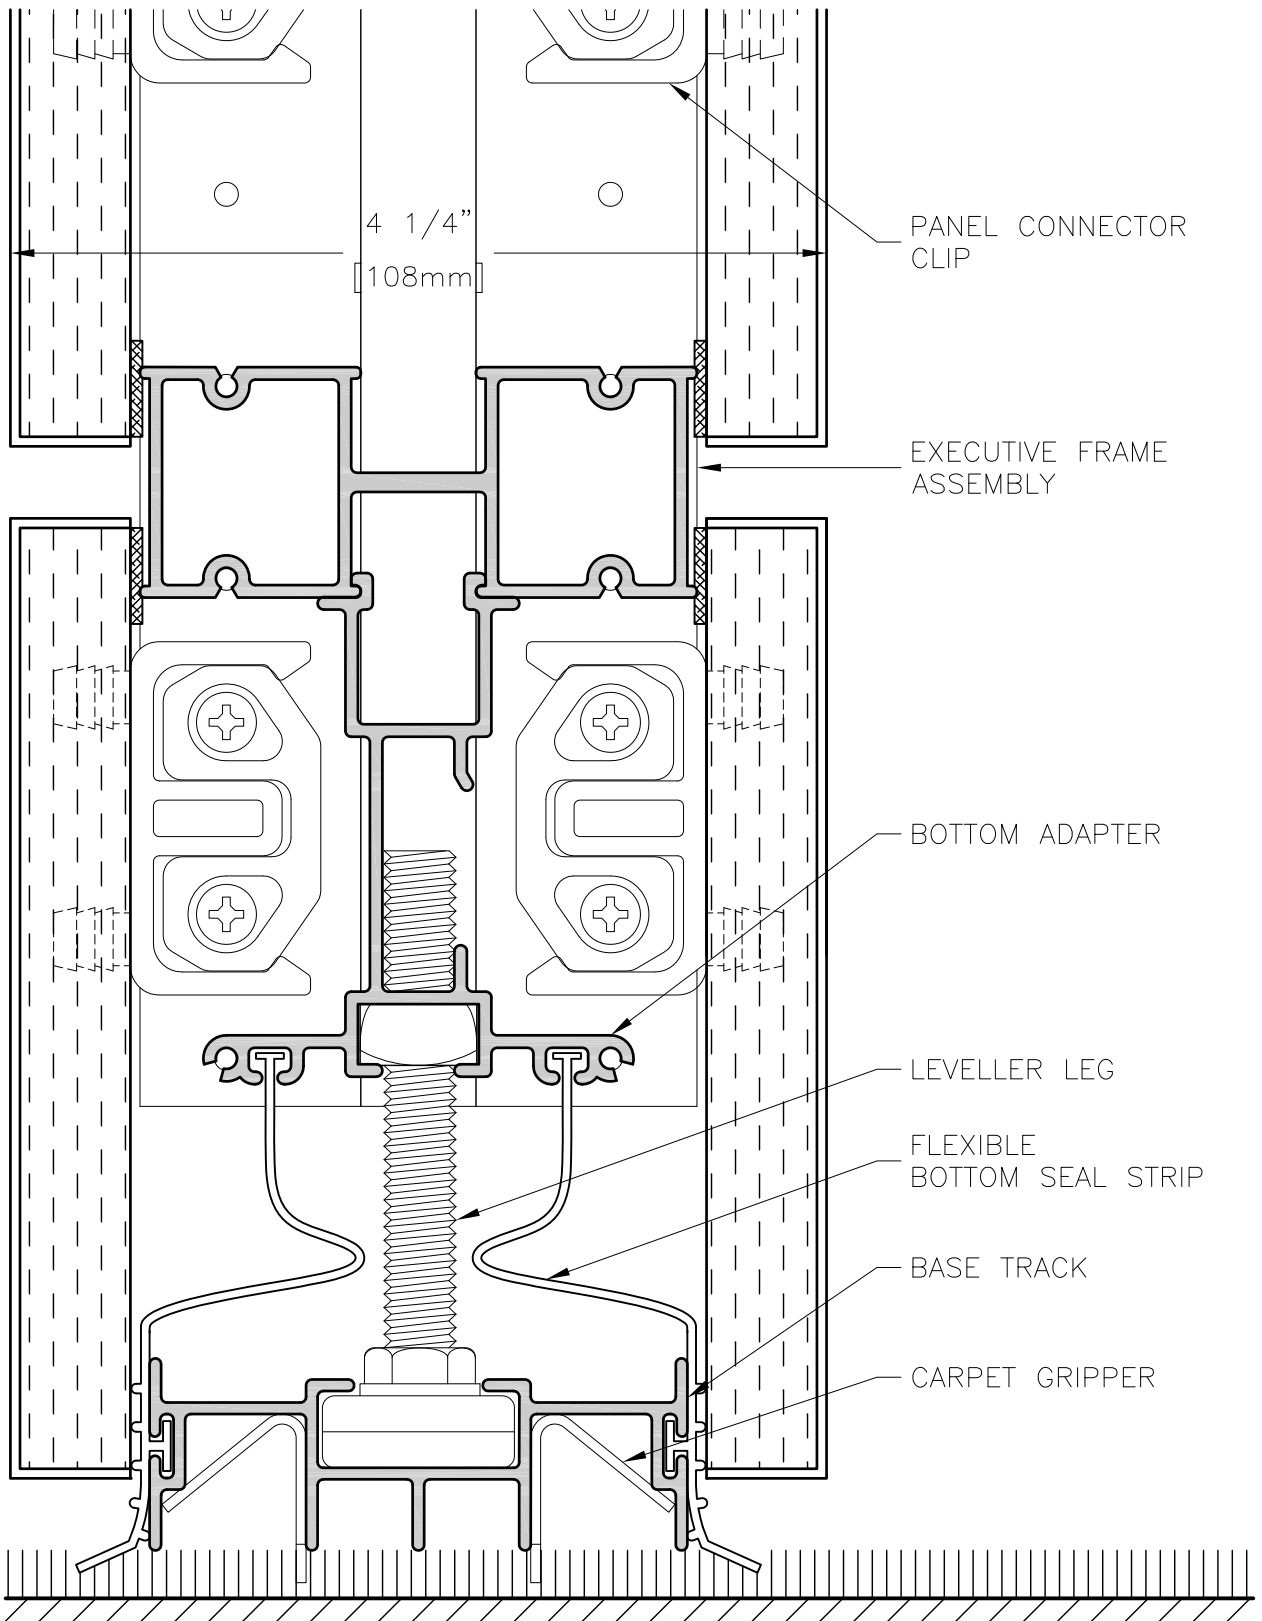 4 1/4”
108mm
PANEL CONNECTOR
CLIP
EXECUTIVE FRAME
ASSEMBLY
BOTTOM ADAPTER
LEVELLER LEG
FLEXIBLE
BOTTOM SEAL STRIP
BASE TRACK
CARPET GRIPPER